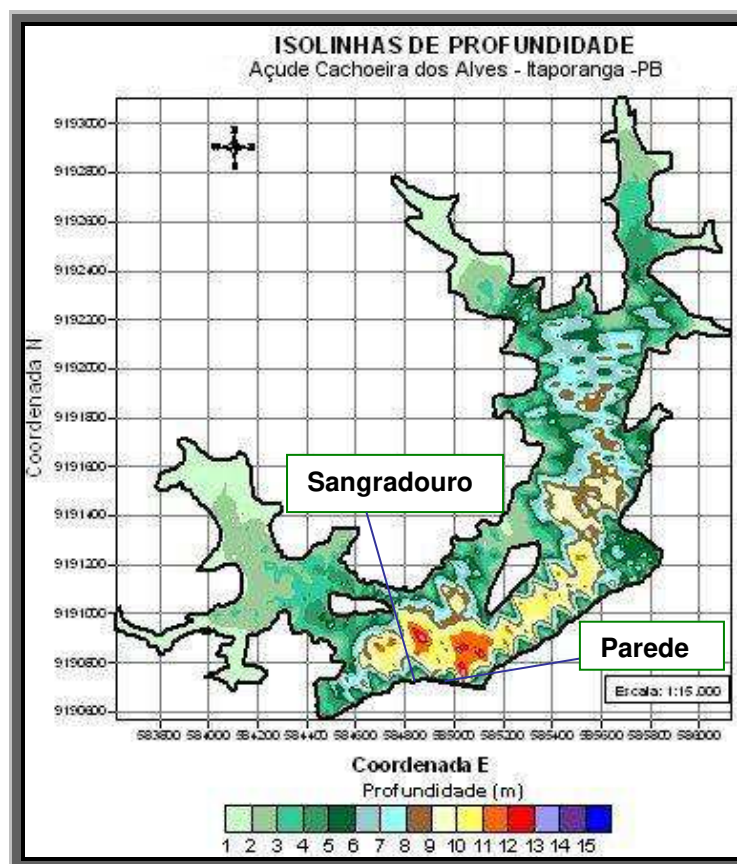 ISOLINHAS DE PROFUNDIDADE
Açude Cachoeira dos Alves - Itaporanga -PB
9193000
9192800
9192600
9192400
9192200
9192000
9191800
9191600
9191400
9191200
9191000
9190800
9190600
Coordenada N
Sangradouro
Parede
Escala: 1:15.000
583800 584000 584200 584400 584600 584800 585000 585200 585400 585600 585800 586000
Coordenada E
Profundidade (m)
1 2 3 4 5 6 7 8 9 10 11 12 13 14 15